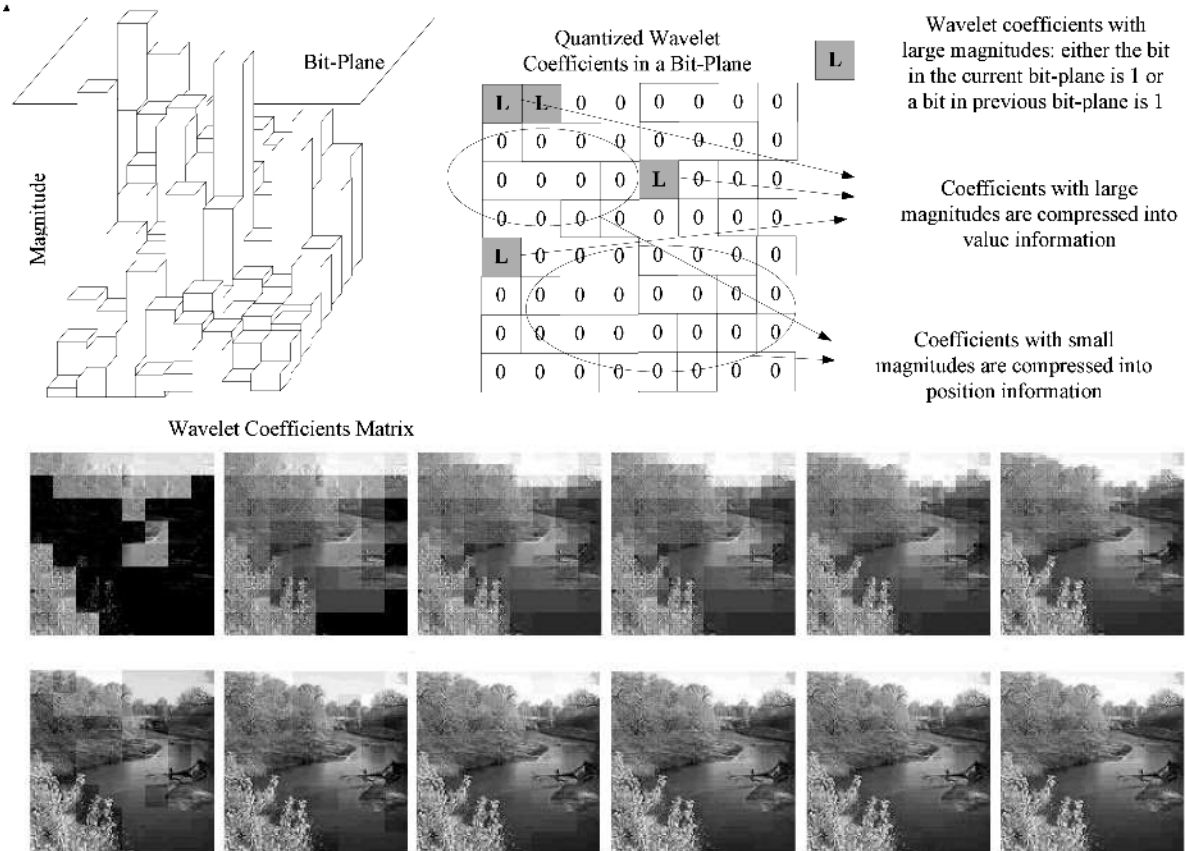 Bit-Plane
Magnitude
Quantized Wavelet
Coefficients in a Bit-Plane
L L 0 0 0 0 0 0
0 0 0 0 0 0 0 0
0 0 0 0 L 0 0 0
0 0 0 0 0 0 0 0
L 0 0 0 0 0 0 0
0 0 0 0 0 0 0 0
0 0 0 0 0 0 0 0
0 0 0 0 0 0 0 0
L
Wavelet coefficients with
large magnitudes: either the bit
in the current bit-plane is 1 or
a bit in previous bit-plane is 1
Coefficients with large
magnitudes are compressed into
value information
Coefficients with small
magnitudes are compressed into
position information
Wavelet Coefficients Matrix